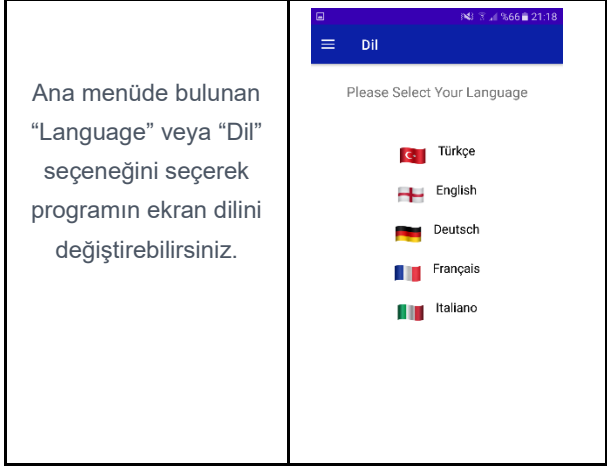 Ana menüde bulunan
“Language” veya “Dil”
seçeneğini seçerek
programın ekran dilini
değiştirebilirsiniz.
%66 21:18
Dil
Please Select Your Language
Türkçe
English
Deutsch
Français
Italiano